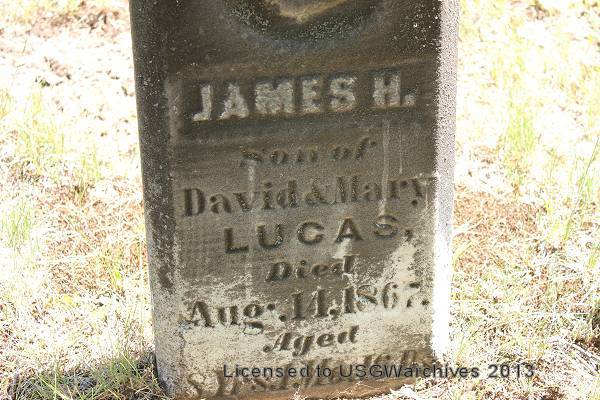 JAMES H.
Son of
David & Mary
LUCAS,
Died
Aug. 14, 1867.
Aged
Licensed to USGWarchives 2013